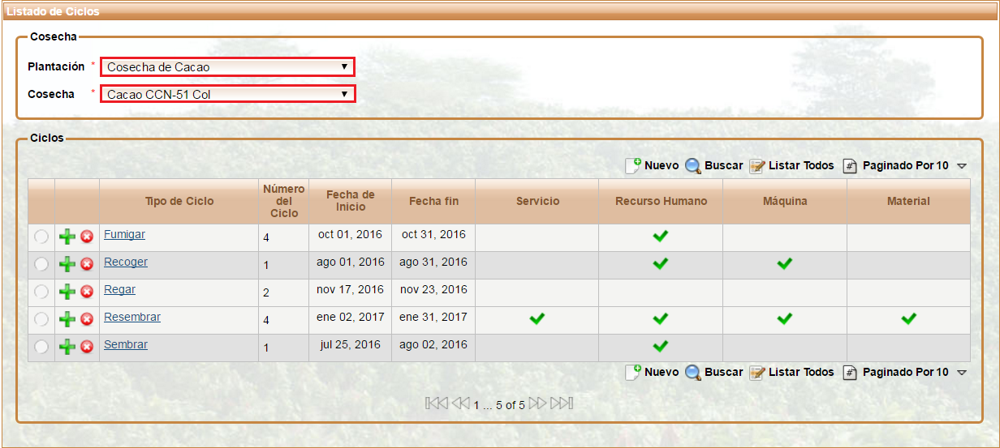 Listado de Ciclos
Cosecha
Plantación * Cosecha de Cacao
Cosecha * Cacao CCN-51 Col
Ciclos
Nuevo Buscar Listar Todos # Paginado Por 10
Tipo de Ciclo Número del Ciclo Fecha de Inicio Fecha fin Servicio Recurso Humano Máquina Material
Fumigar 4 oct 01, 2016 oct 31, 2016
Recoger 1 ago 01, 2016 ago 31, 2016
Regar 2 nov 17, 2016 nov 23, 2016
Resembrar 4 ene 02, 2017 ene 31, 2017
Sembrar 1 jul 25, 2016 ago 02, 2016
Nuevo Buscar Listar Todos # Paginado Por 10
1 ... 5 of 5